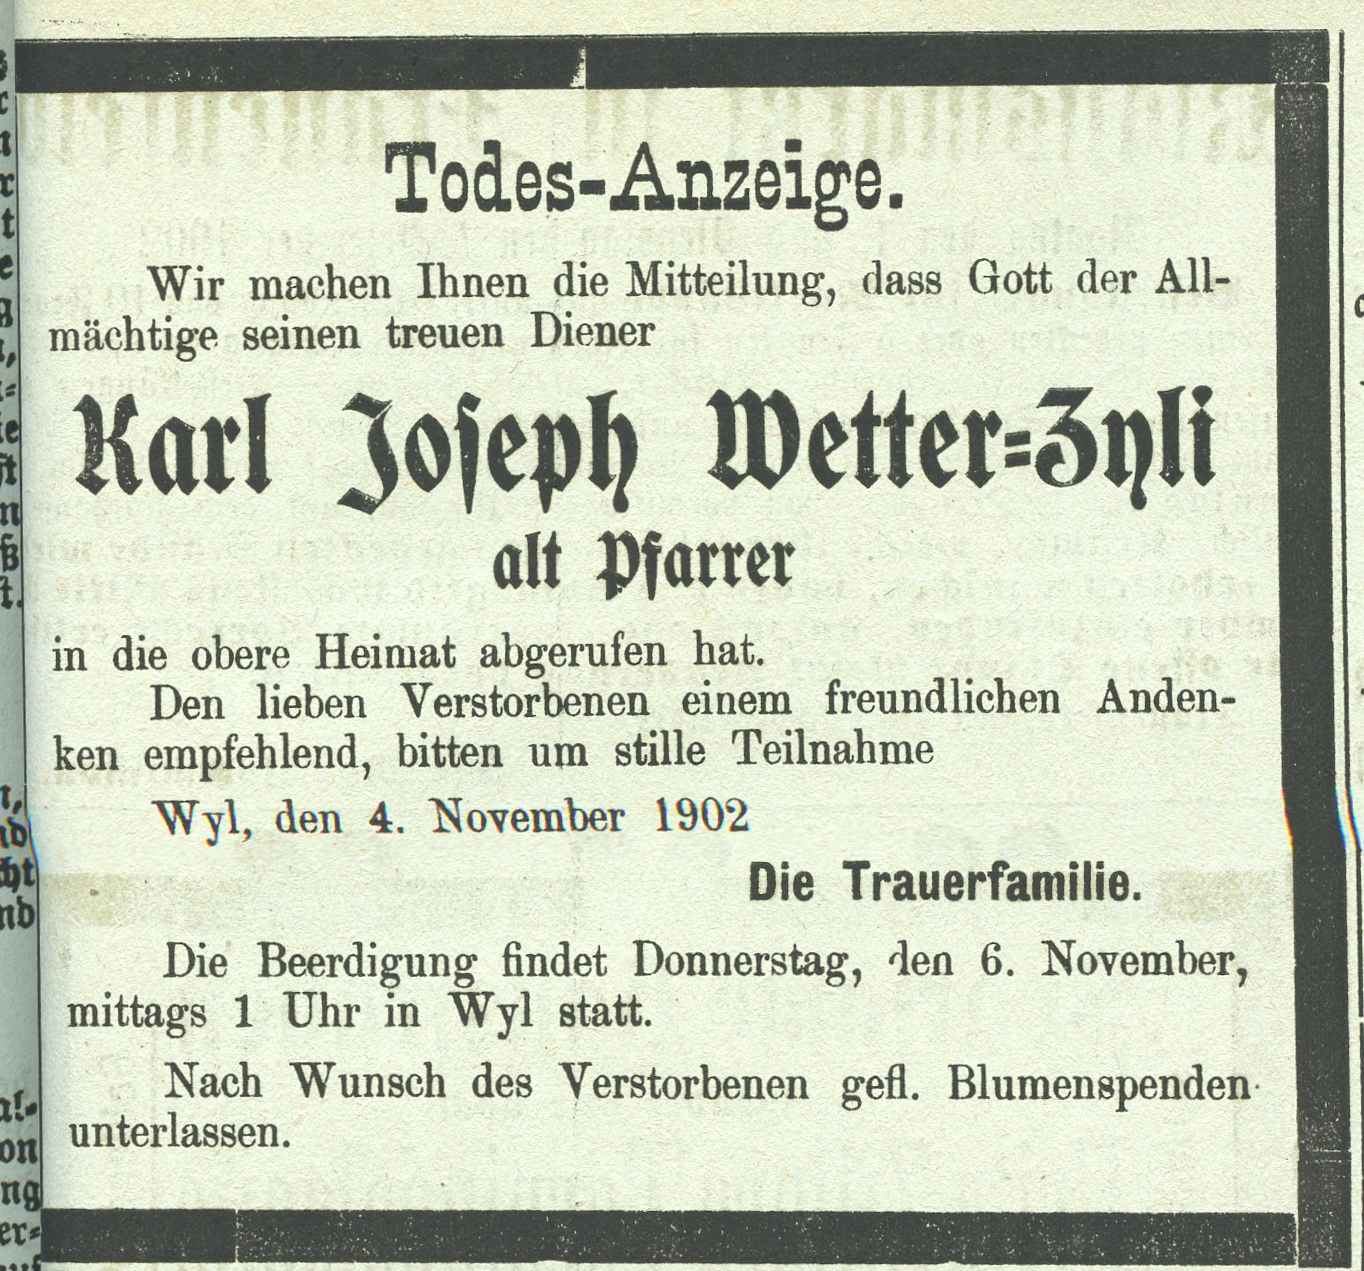 Todes-Anzeige.
Wir machen Ihnen die Mitteilung, dass Gott der All-
mächtige seinen treuen Diener
Karl Joseph Wetter-Zyli
alt Pfarrer
in die obere Heimat abgerufen hat.
Den lieben Verstorbenen einem freundlichen Anden-
ken empfehlend, bitten um stille Teilnahme
Wyl, den 4. November 1902
Die Trauerfamilie.
Die Beerdigung findet Donnerstag, den 6. November,
mittags 1 Uhr in Wyl statt.
Nach Wunsch des Verstorbenen gefl. Blumenspenden
unterlassen.